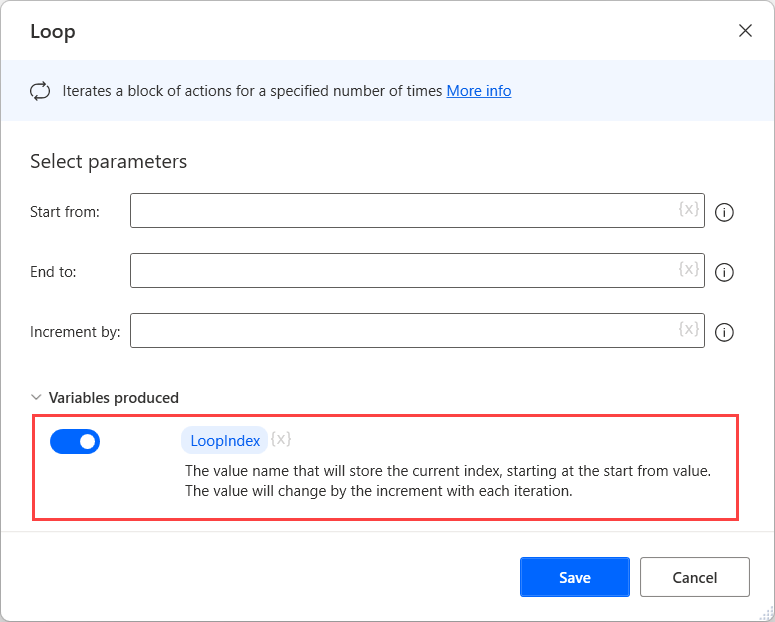 Loop
Iterates a block of actions for a specified number of times More info
Select parameters
Start from: {x}
End to: {x}
Increment by: {x}
Variables produced
LoopIndex {x}
The value name that will store the current index, starting at the start from value.
The value will change by the increment with each iteration.
Save Cancel